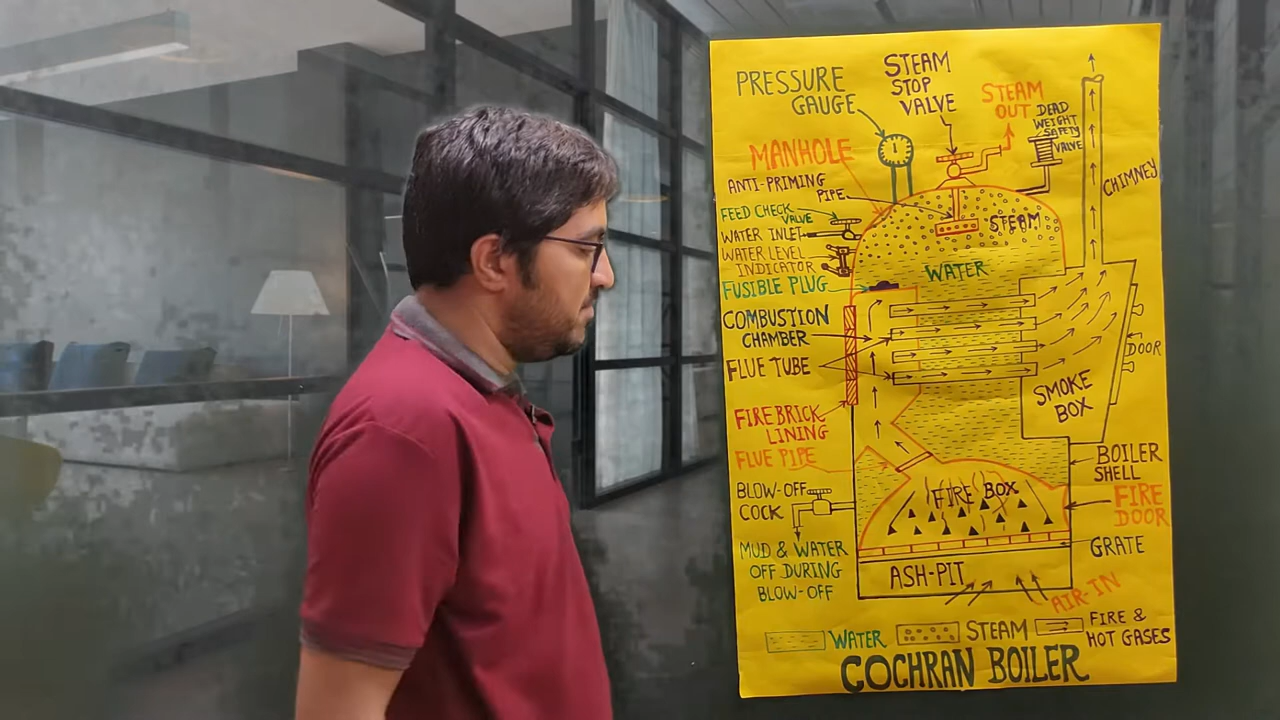 PRESSURE
GAUGE
STEAM
STOP
VALVE
STEAM
OUT
DEAD
WEIGHT
SAFETY
VALVE
MANHOLE
ANTI-PRIMING
PIPE
CHIMNEY
FEED CHECK
VALVE
WATER INLET
STEAM
WATER LEVEL
INDICATOR
WATER
FUSIBLE PLUG
COMBUSTION
CHAMBER
DOOR
FLUE TUBE
SMOKE
BOX
FIRE BRICK
LINING
FLUE PIPE
BOILER
SHELL
BLOW-OFF
COCK
FIRE BOX
FIRE
DOOR
MUD & WATER
OFF DURING
BLOW-OFF
GRATE
ASH-PIT
AIR-IN
WATER
STEAM
FIRE &
HOT GASES
COCHRAN BOILER